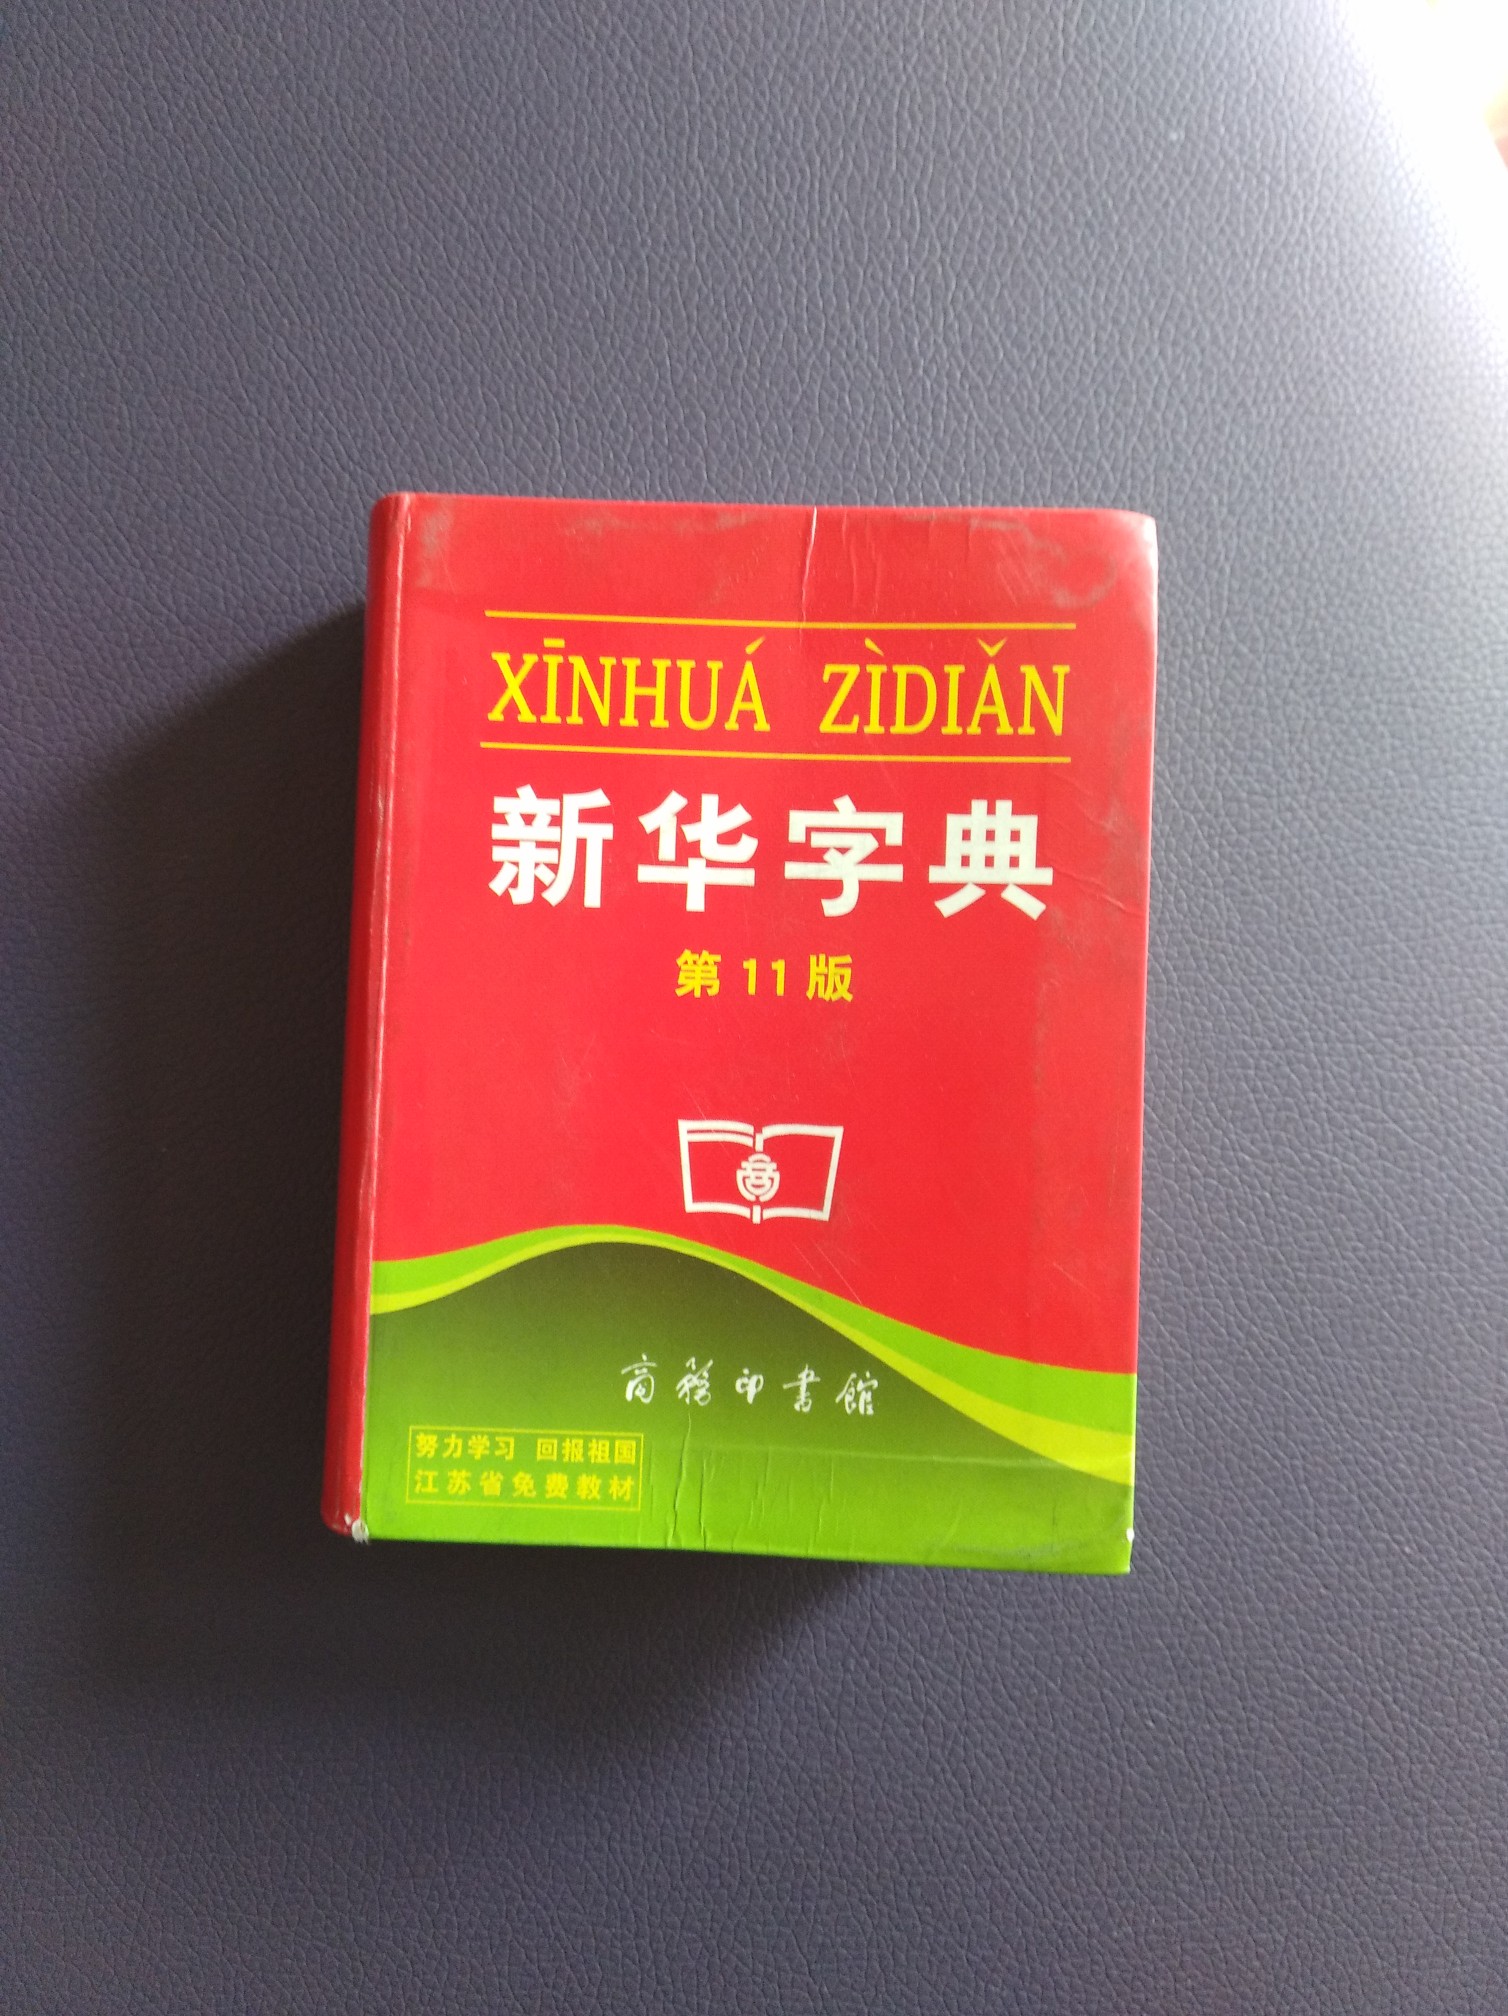 XĪNHUÁ ZÌDIǍN
新华字典
第11版
商務印書館
努力学习 回报祖国
江苏省免费教材